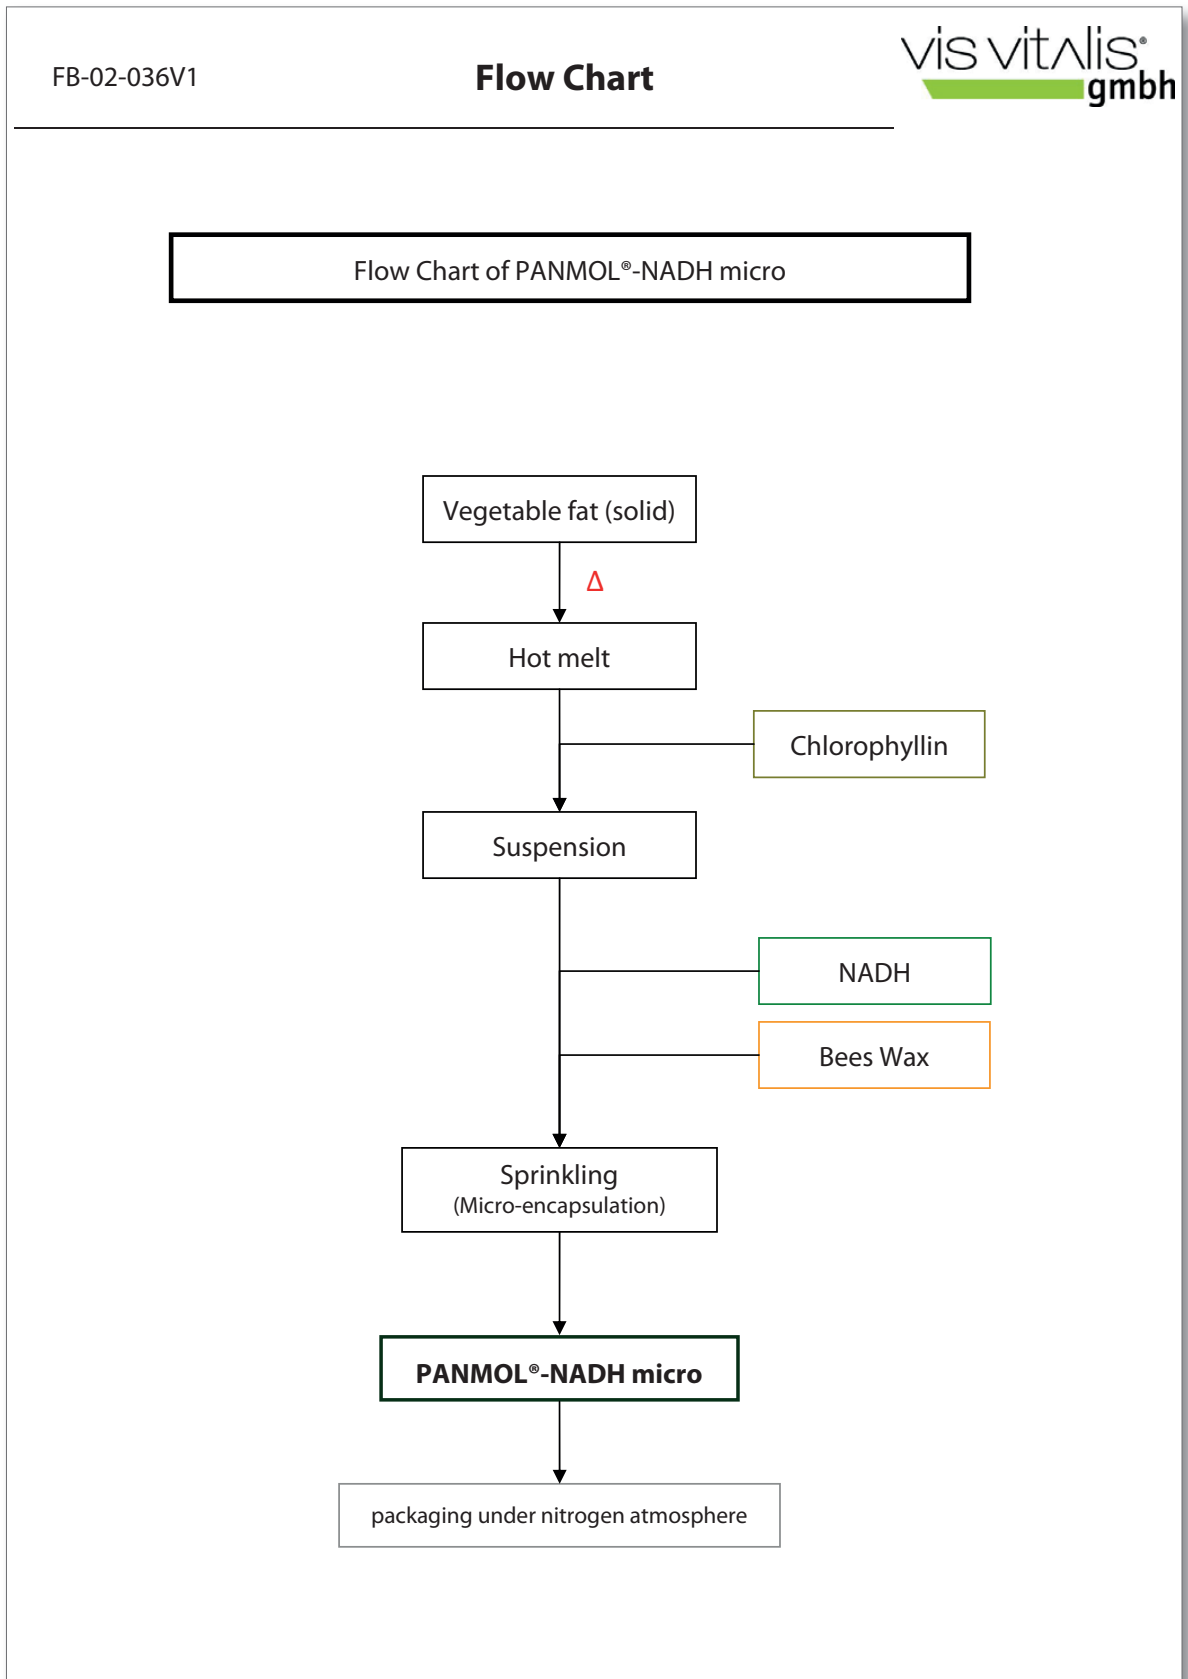 FB-02-036V1
Flow Chart
vis vitalis®
gmbh
Flow Chart of PANMOL®-NADH micro
Vegetable fat (solid)
Δ
Hot melt
Chlorophyllin
Suspension
NADH
Bees Wax
Sprinkling
(Micro-encapsulation)
PANMOL®-NADH micro
packaging under nitrogen atmosphere